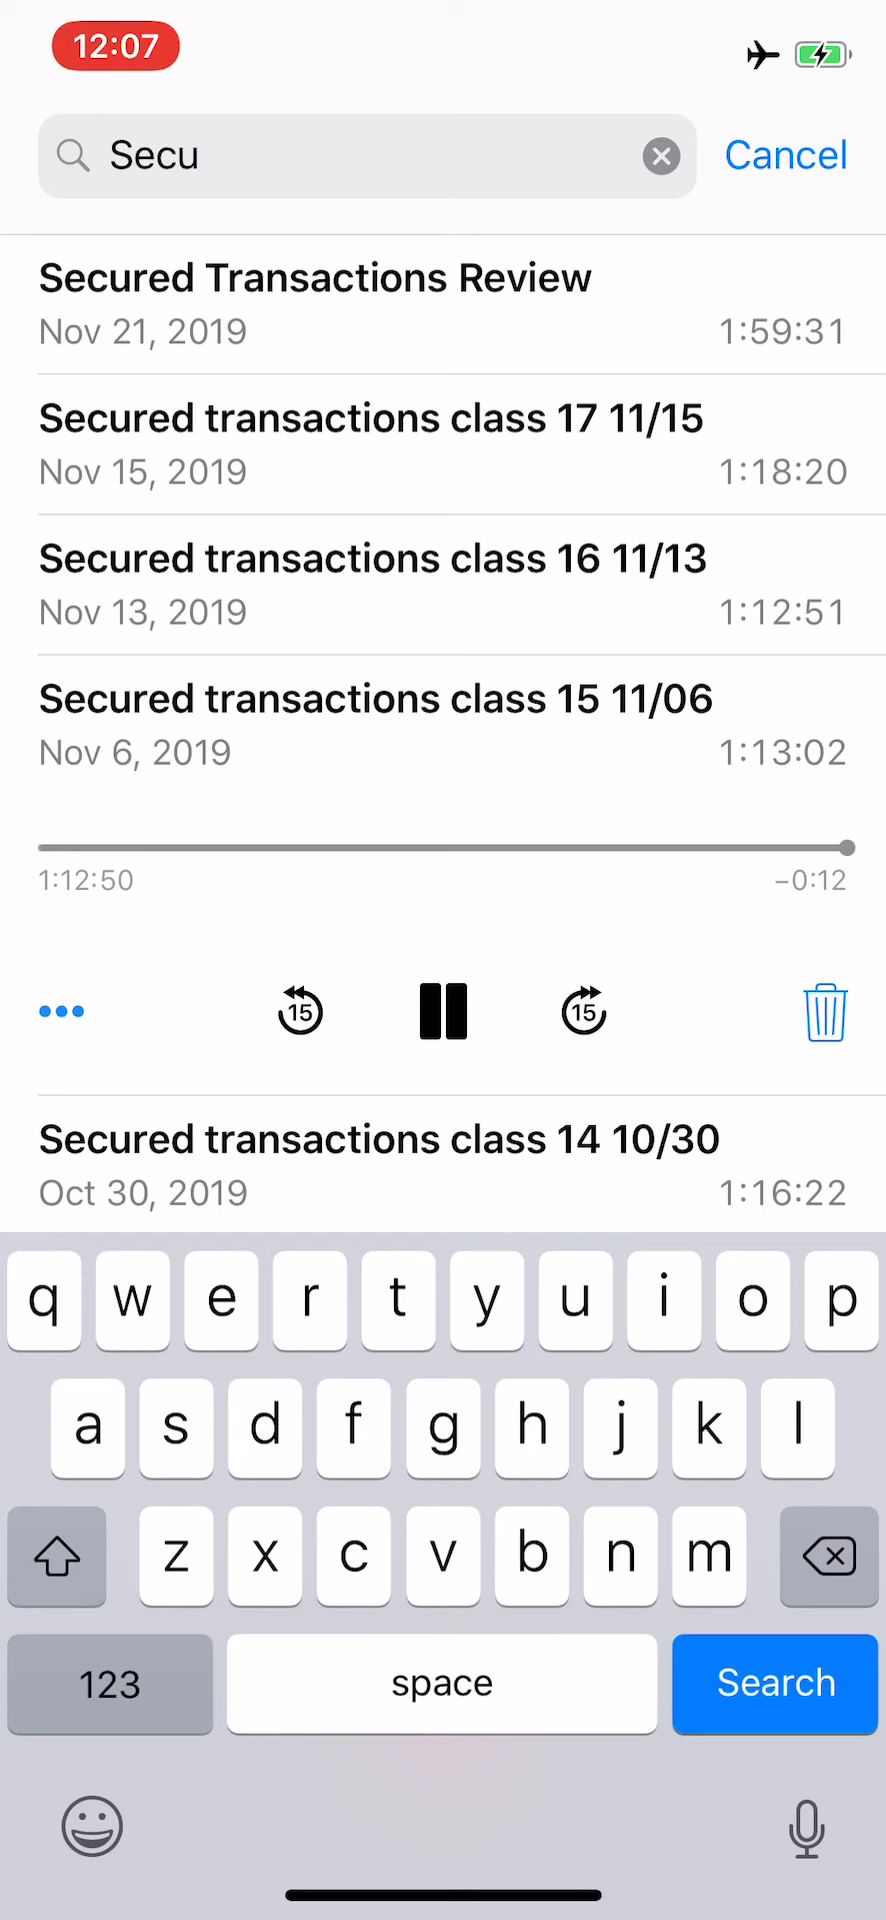 12:07
Secu
Cancel
Secured Transactions Review
Nov 21, 2019 1:59:31
Secured transactions class 17 11/15
Nov 15, 2019 1:18:20
Secured transactions class 16 11/13
Nov 13, 2019 1:12:51
Secured transactions class 15 11/06
Nov 6, 2019 1:13:02
1:12:50 −0:12
15 15
Secured transactions class 14 10/30
Oct 30, 2019 1:16:22
q w e r t y u i o p
a s d f g h j k l
z x c v b n m
123 space Search